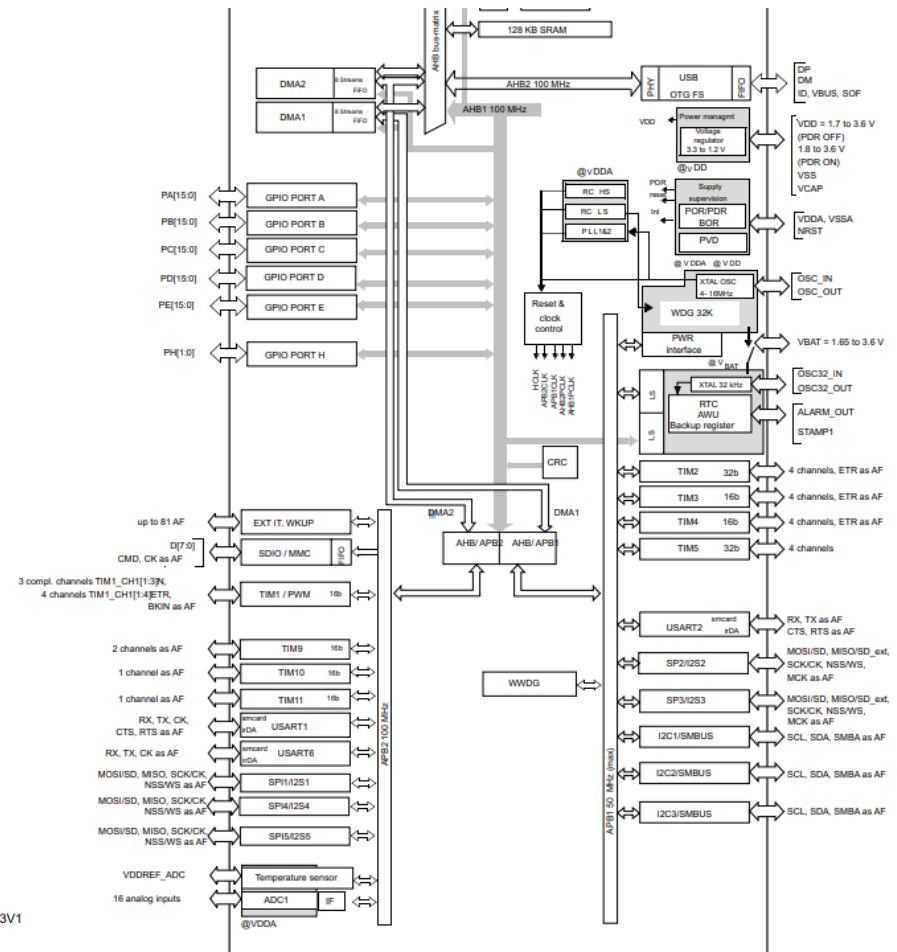 128 KB SRAM
AHB bus-matrix
DMA2
8 Streams
FIFO
DMA1
8 Streams
FIFO
AHB2 100 MHz
AHB1 100 MHz
PHY
USB
OTG FS
FIFO
DP
DM
ID, VBUS, SOF
VDD
Power managmt
Voltage
regulator
3.3 to 1.2 V
@VDD
VDD = 1.7 to 3.6 V
(PDR OFF)
1.8 to 3.6 V
(PDR ON)
VSS
VCAP
@VDDA
RC HS
RC LS
PLL1&2
POR
reset
Int
Supply
supervision
POR/PDR
BOR
PVD
VDDA, VSSA
NRST
@VDDA @VDD
XTAL OSC
4- 16MHz
OSC_IN
OSC_OUT
WDG 32K
PWR
interface
VBAT = 1.65 to 3.6 V
@VBAT
LS
LS
XTAL 32 kHz
RTC
AWU
Backup register
OSC32_IN
OSC32_OUT
ALARM_OUT
STAMP1
Reset &
clock
control
HCLK
APB2CLK
APB1CLK
AHB2PCLK
AHB1PCLK
PA[15:0]
GPIO PORT A
PB[15:0]
GPIO PORT B
PC[15:0]
GPIO PORT C
PD[15:0]
GPIO PORT D
PE[15:0]
GPIO PORT E
PH[1:0]
GPIO PORT H
CRC
DMA2
DMA1
AHB/ APB2
AHB/ APB1
up to 81 AF
EXT IT. WKUP
D[7:0]
CMD, CK as AF
SDIO / MMC
FIFO
3 compl. channels TIM1_CH1[1:3]N,
4 channels TIM1_CH1[1:4]ETR,
BKIN as AF
TIM1 / PWM
16b
2 channels as AF
TIM9
16b
1 channel as AF
TIM10
16b
1 channel as AF
TIM11
16b
RX, TX, CK,
CTS, RTS as AF
smcard
irDA
USART1
RX, TX, CK as AF
smcard
irDA
USART6
MOSI/SD, MISO, SCK/CK,
NSS/WS as AF
SPI1/I2S1
MOSI/SD, MISO, SCK/CK,
NSS/WS as AF
SPI4/I2S4
MOSI/SD, MISO, SCK/CK,
NSS/WS as AF
SPI5/I2S5
VDDREF_ADC
Temperature sensor
16 analog inputs
ADC1
IF
@VDDA
APB2 100 MHz
WWDG
APB1 50 MHz (max)
TIM2
32b
4 channels, ETR as AF
TIM3
16b
4 channels, ETR as AF
TIM4
16b
4 channels, ETR as AF
TIM5
32b
4 channels
USART2
smcard
irDA
RX, TX as AF
CTS, RTS as AF
SP2/I2S2
MOSI/SD, MISO/SD_ext,
SCK/CK, NSS/WS,
MCK as AF
SP3/I2S3
MOSI/SD, MISO/SD_ext,
SCK/CK, NSS/WS,
MCK as AF
I2C1/SMBUS
SCL, SDA, SMBA as AF
I2C2/SMBUS
SCL, SDA, SMBA as AF
I2C3/SMBUS
SCL, SDA, SMBA as AF
3V1